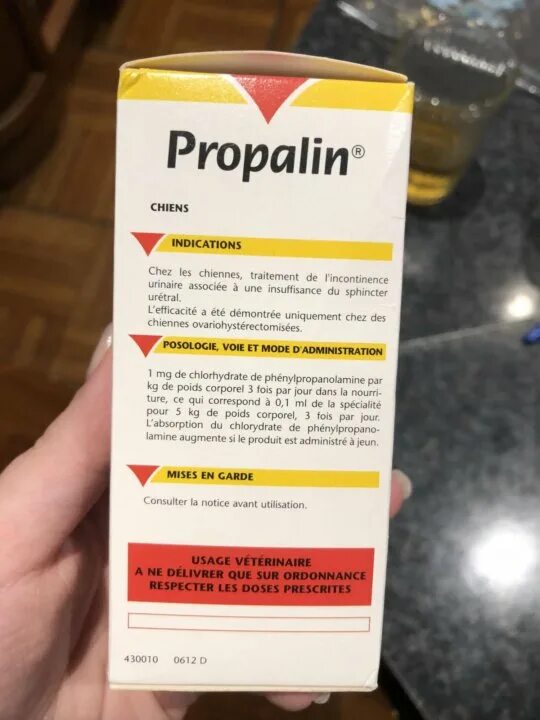 Propalin®
CHIENS
INDICATIONS
Chez les chiennes, traitement de l'incontinence
urinaire associée à une insuffisance du sphincter
urétral.
L'efficacité a été démontrée uniquement chez des
chiennes ovariohystérectomisées.
POSOLOGIE, VOIE ET MODE D'ADMINISTRATION
1 mg de chlorhydrate de phénylpropanolamine par
kg de poids corporel 3 fois par jour dans la nourri-
ture, ce qui correspond à 0,1 ml de la spécialité
pour 5 kg de poids corporel, 3 fois par jour.
L'absorption du chlorydrate de phénylpropano-
lamine augmente si le produit est administré à jeun.
MISES EN GARDE
Consulter la notice avant utilisation.
USAGE VÉTÉRINAIRE
A NE DÉLIVRER QUE SUR ORDONNANCE
RESPECTER LES DOSES PRESCRITES
430010 0612 D